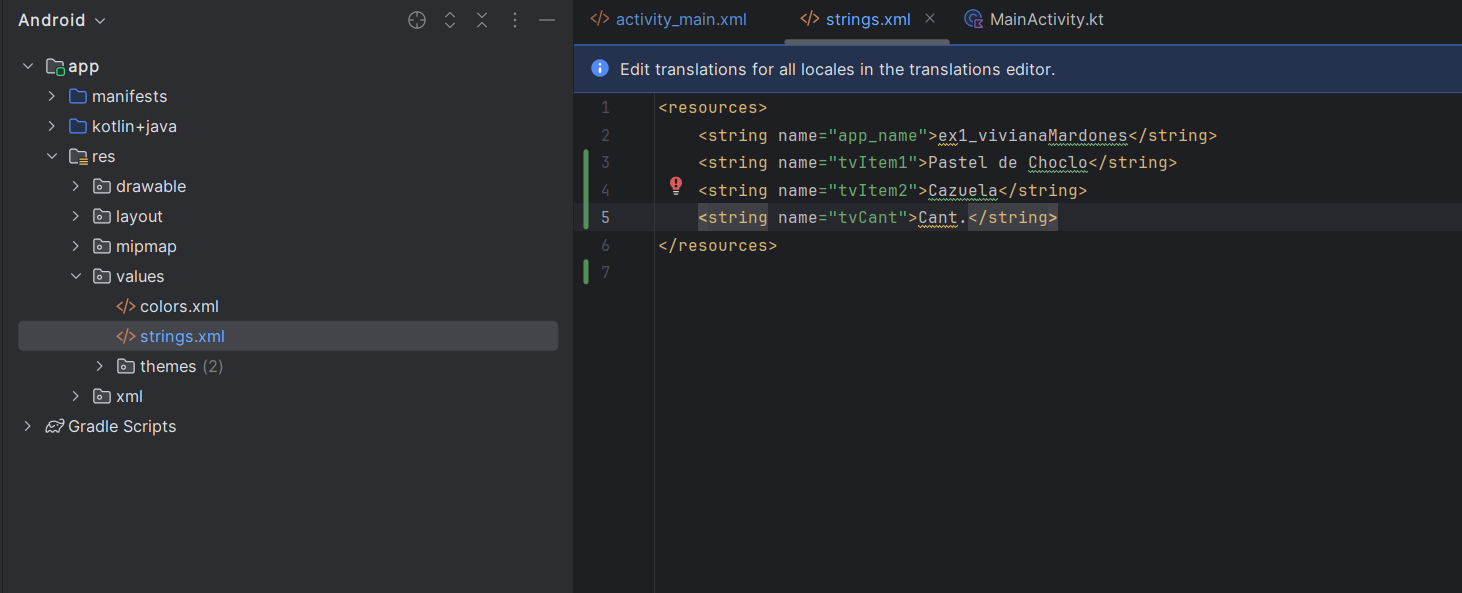 Android
app
manifests
kotlin+java
res
drawable
layout
mipmap
values
colors.xml
strings.xml
themes (2)
xml
Gradle Scripts
activity_main.xml strings.xml MainActivity.kt
Edit translations for all locales in the translations editor.
1 <resources>
2 <string name="app_name">ex1_vivianaMardones</string>
3 <string name="tvItem1">Pastel de Choclo</string>
4 <string name="tvItem2">Cazuela</string>
5 <string name="tvCant">Cant.</string>
6 </resources>
7